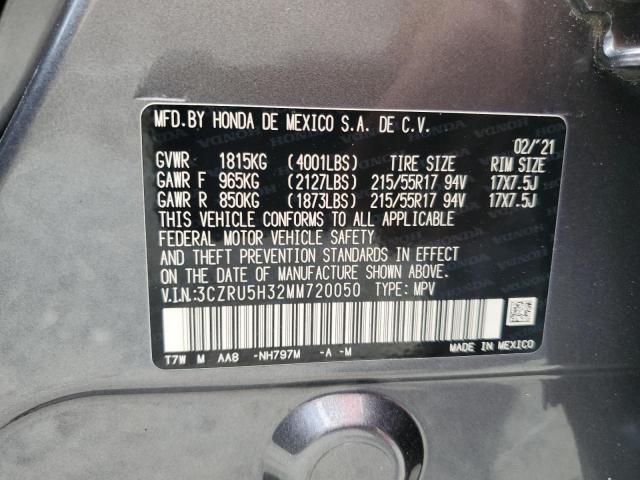 MFD.BY HONDA DE MEXICO S.A. DE C.V.
02/'21
GVWR 1815KG (4001LBS) TIRE SIZE RIM SIZE
GAWR F 965KG (2127LBS) 215/55R17 94V 17X7.5J
GAWR R 850KG (1873LBS) 215/55R17 94V 17X7.5J
THIS VEHICLE CONFORMS TO ALL APPLICABLE
FEDERAL MOTOR VEHICLE SAFETY
AND THEFT PREVENTION STANDARDS IN EFFECT
ON THE DATE OF MANUFACTURE SHOWN ABOVE.
V.I.N.:3CZRU5H32MM720050 TYPE: MPV
T7W M AA8 -NH797M -A -M
MADE IN MEXICO